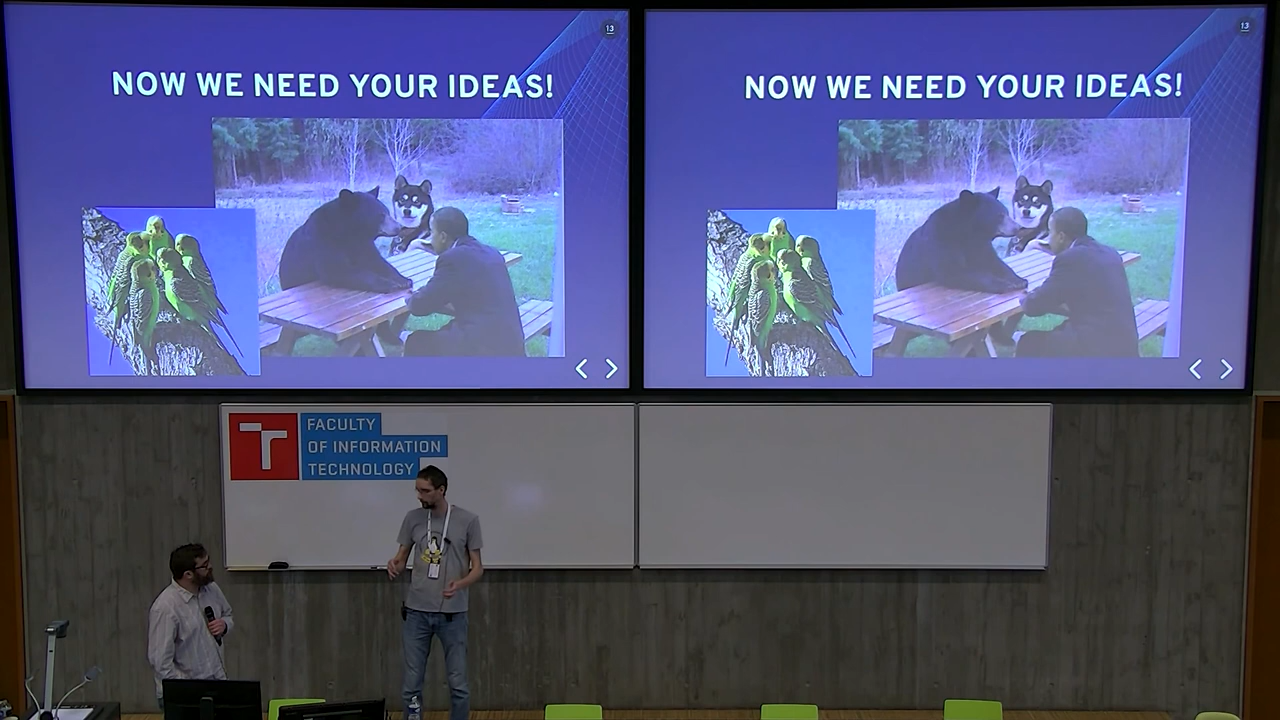 13
NOW WE NEED YOUR IDEAS!
13
NOW WE NEED YOUR IDEAS!
FACULTY
OF INFORMATION
TECHNOLOGY